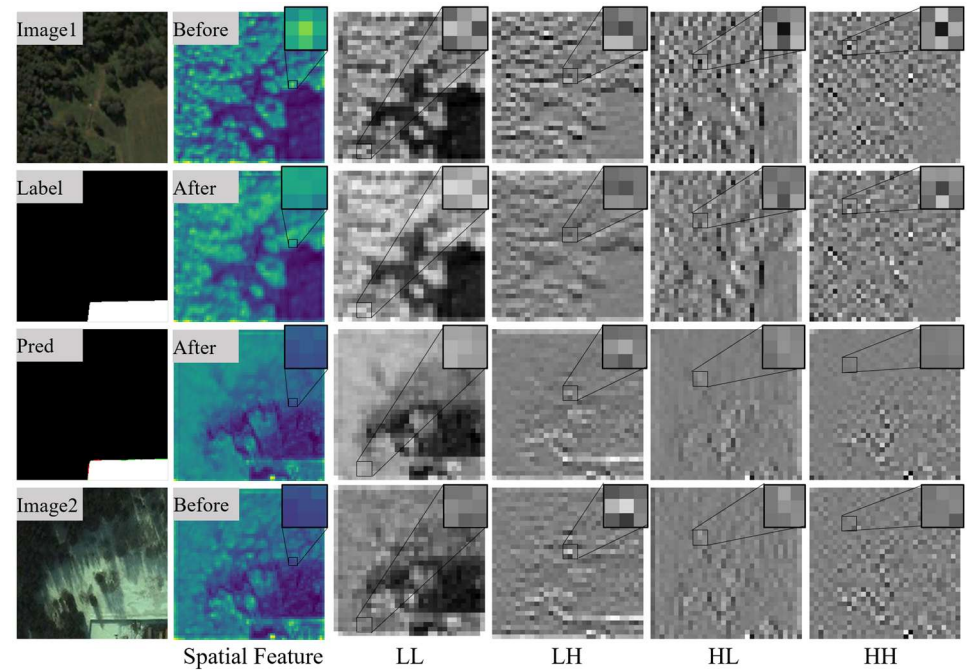 Image1 Before
Label After
Pred After
Image2 Before
Spatial Feature LL LH HL HH